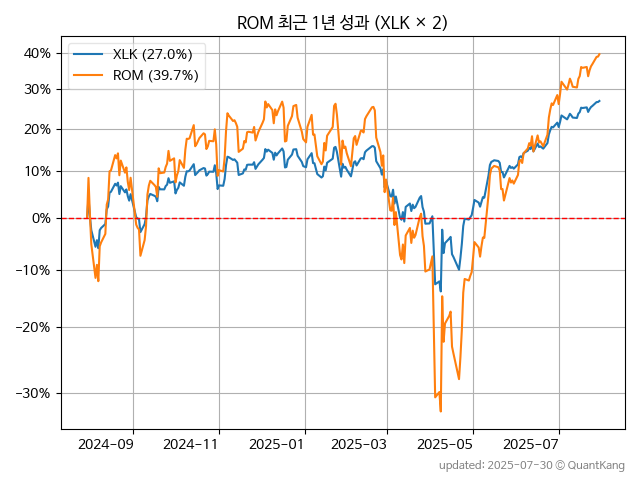 ROM 최근 1년 성과 (XLK × 2)
XLK (27.0%)
ROM (39.7%)
40%
30%
20%
10%
0%
−10%
−20%
−30%
2024-09 2024-11 2025-01 2025-03 2025-05 2025-07
updated: 2025-07-30 © QuantKang